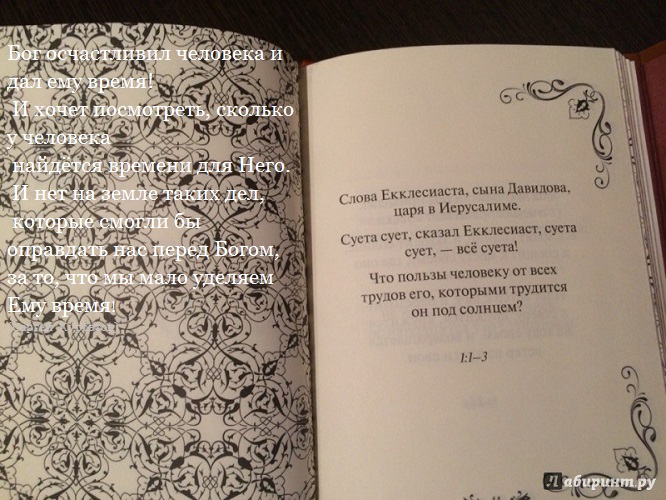 Бог осчастливил человека и
дал ему время!
И хочет посмотреть, сколько
у человека
найдётся времени для Него.
И нет на земле таких дел,
которые смогли бы
оправдать нас перед Богом,
за то, что мы мало уделяем
Ему время!
Слова Екклесиаста, сына Давидова,
царя в Иерусалиме.
Суета сует, сказал Екклесиаст, суета
сует, — всё суета!
Что пользы человеку от всех
трудов его, которыми трудится
он под солнцем?
1:1–3
Лабиринт.ру